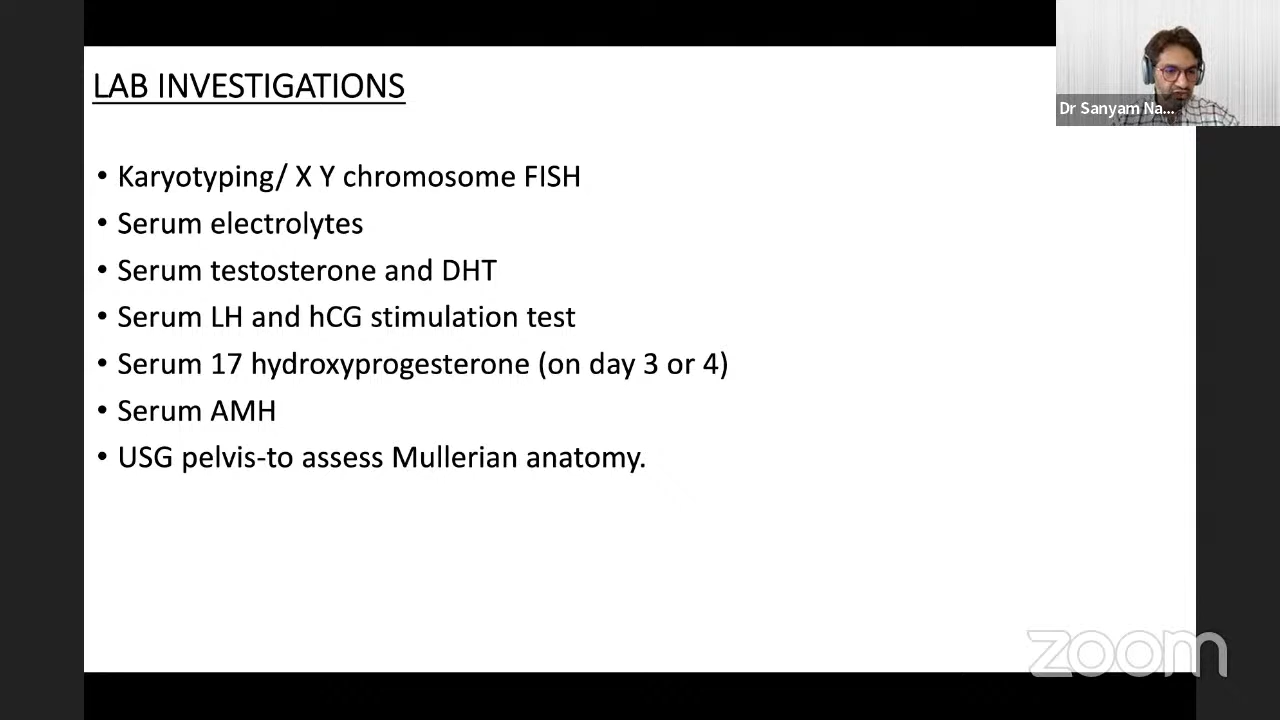 LAB INVESTIGATIONS
Dr Sanyam Na...
• Karyotyping/ X Y chromosome FISH
• Serum electrolytes
• Serum testosterone and DHT
• Serum LH and hCG stimulation test
• Serum 17 hydroxyprogesterone (on day 3 or 4)
• Serum AMH
• USG pelvis-to assess Mullerian anatomy.
zoom